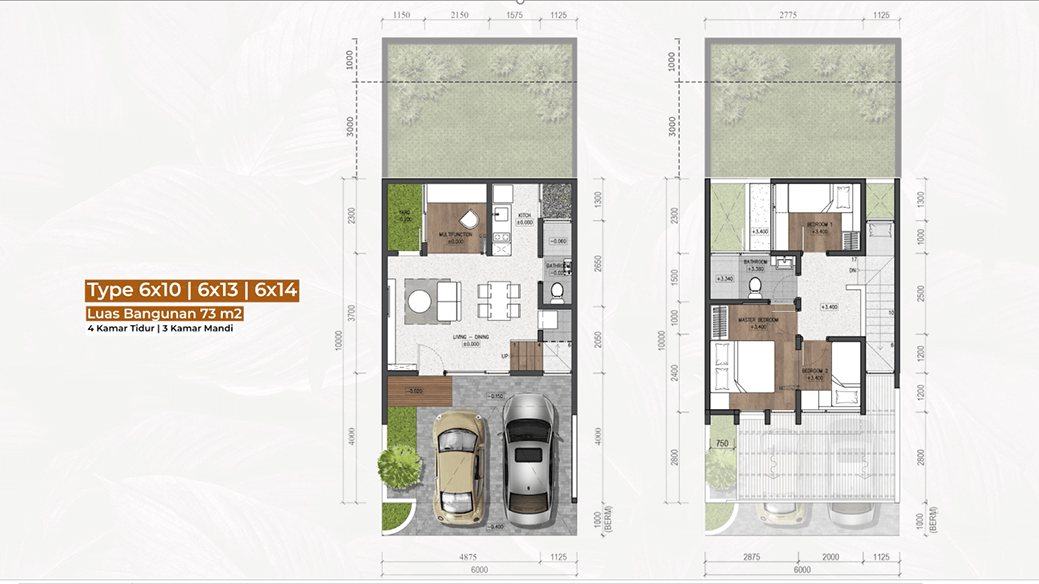 1150 2150 1575 1125
2775 1125
1000
1000
3000
3000
1300
2300
YARD
-0.200
MULTIFUNCTION
±0.000
KITCH
±0.000
-0.060
2650
BATHROOM
3700
10000
LIVING - DINING
±0.000
UP
2050
-0.020
-0.150
4000
4000
-0.400
1000
(BERM)
4875 1125
6000
2300
+3.400
BEDROOM 1
+3.400
1300
1000
BATHROOM
+3.380
+3.340
17
DN
1500
+3.400
2500
10
1000
MASTER BEDROOM
+3.400
10000
1200
BEDROOM 2
+3.400
2400
1200
750
2800
2800
1000
(BERM)
2875 2000 1125
6000
Type 6x10 | 6x13 | 6x14
Luas Bangunan 73 m2
4 Kamar Tidur | 3 Kamar Mandi